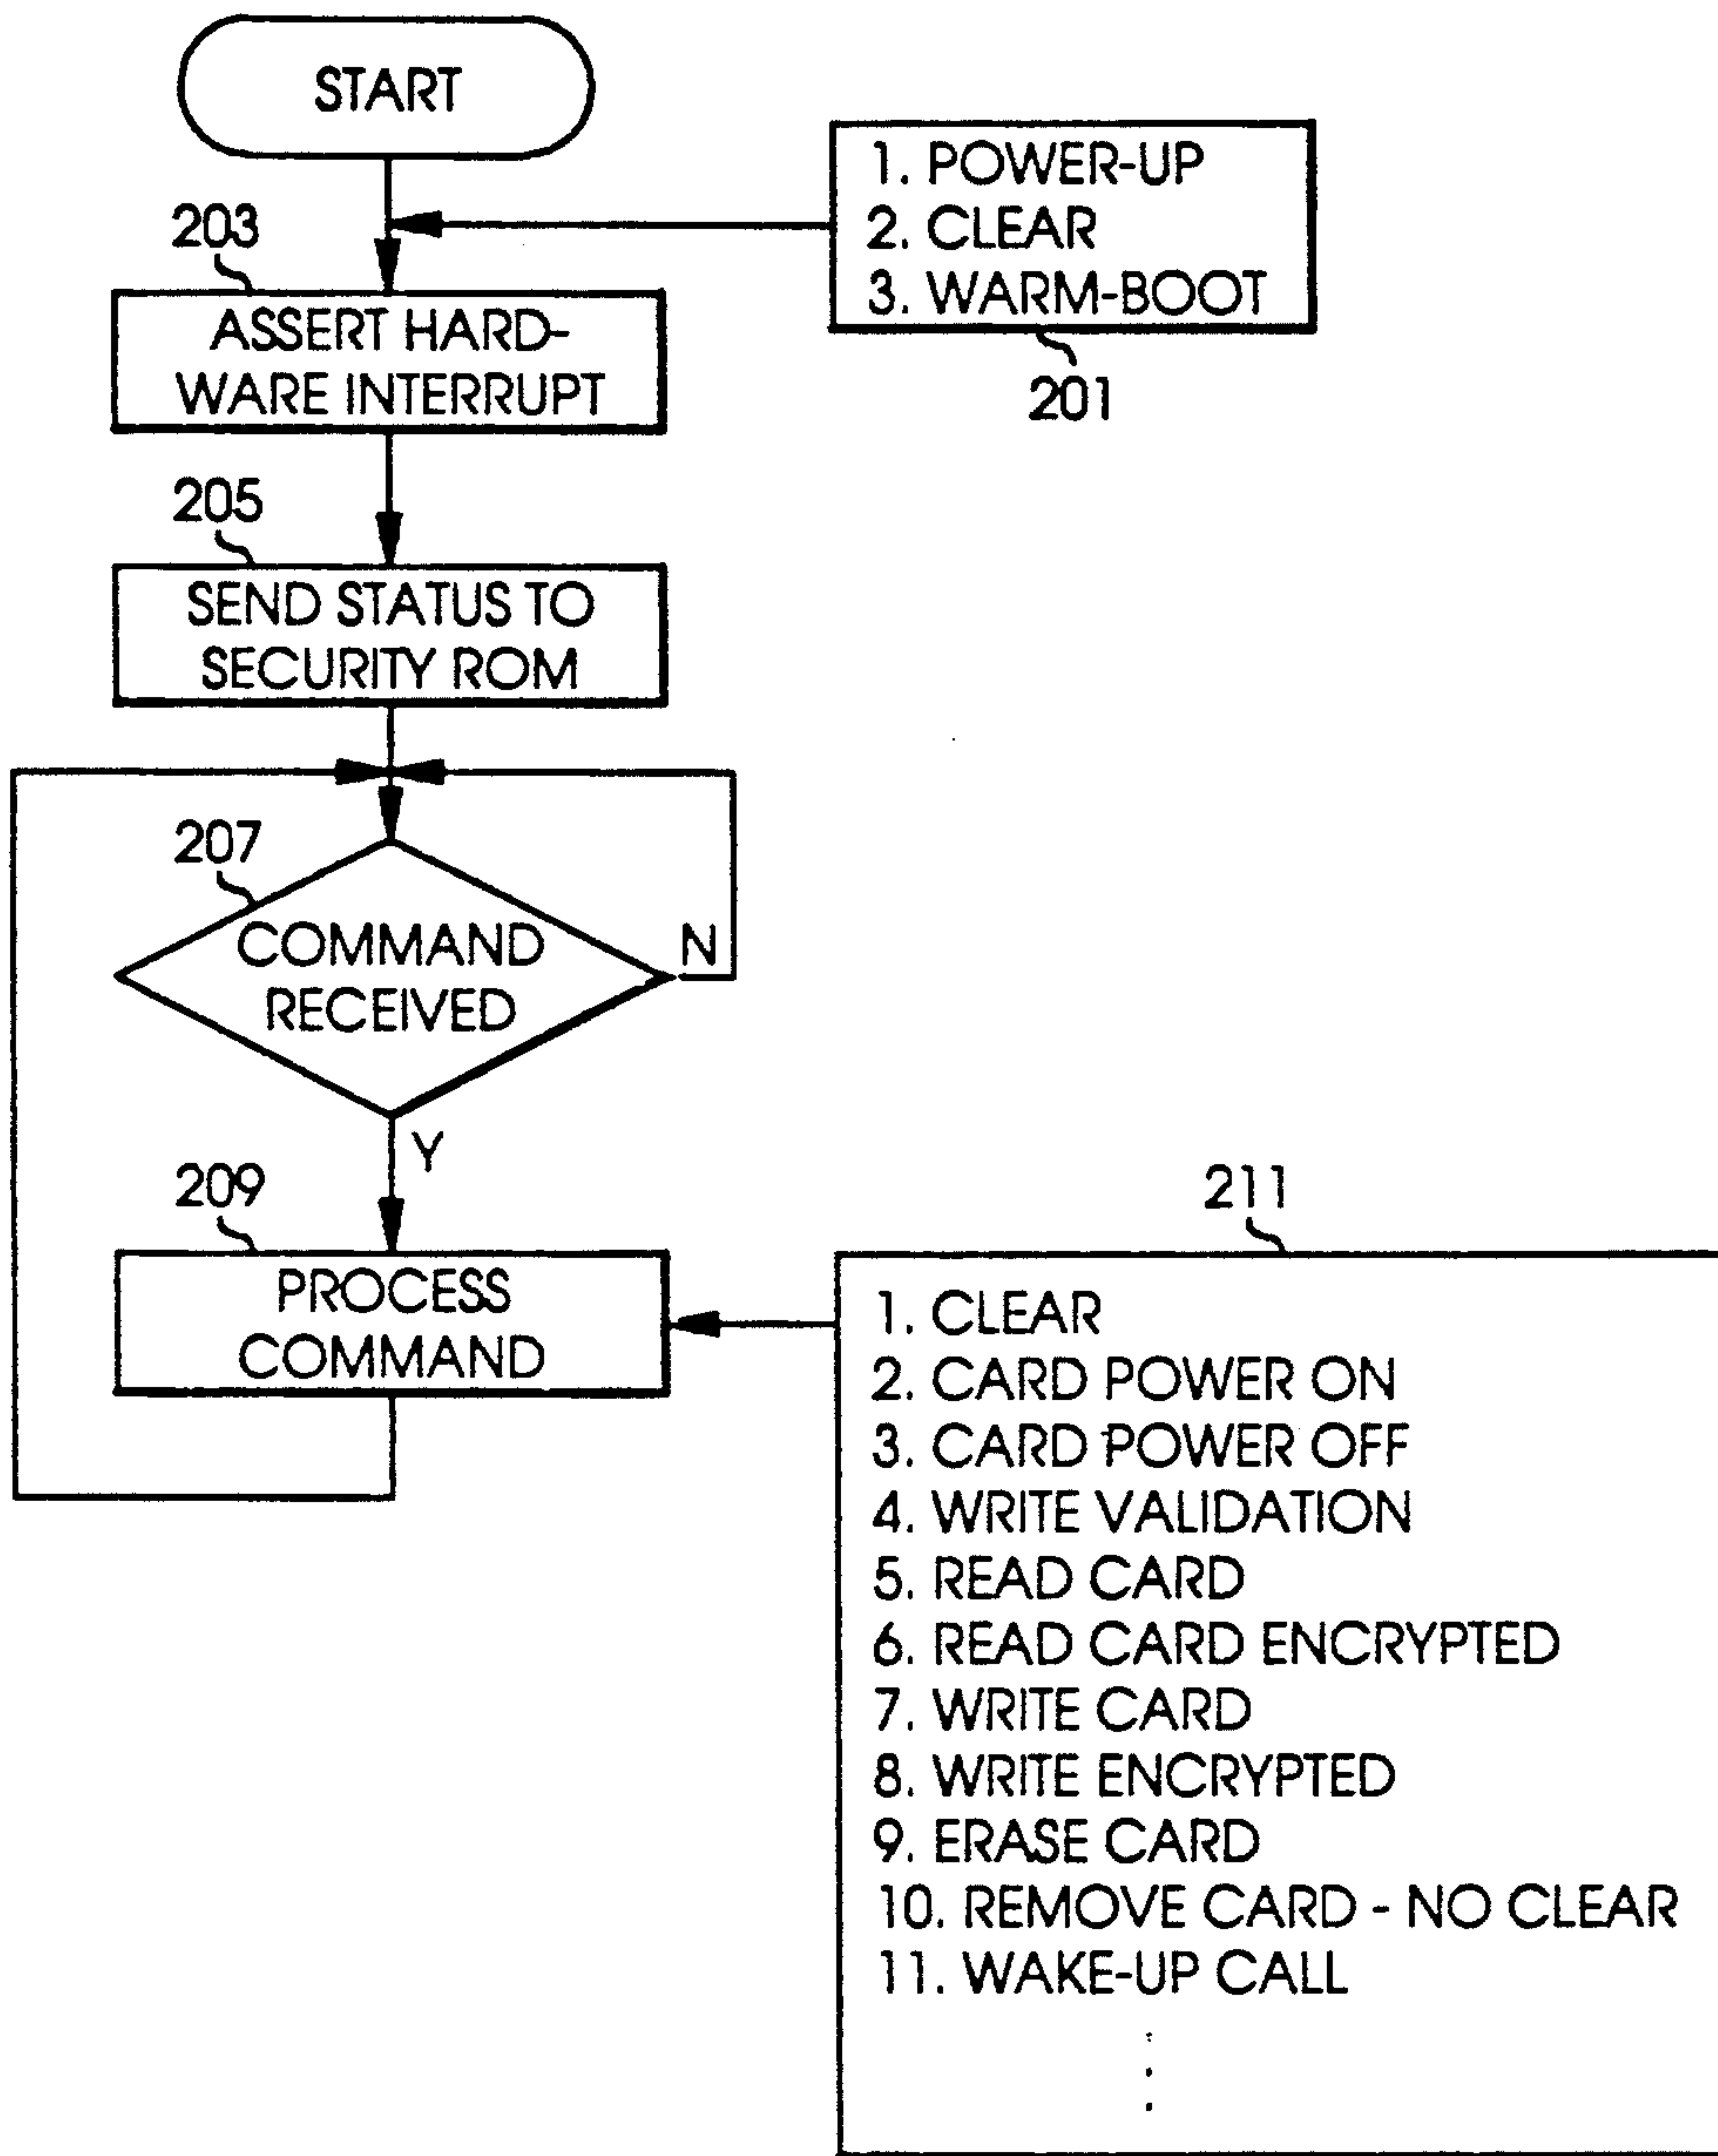 START
1. POWER-UP
2. CLEAR
3. WARM-BOOT
201
203
ASSERT HARD-
WARE INTERRUPT
205
SEND STATUS TO
SECURITY ROM
207
COMMAND
RECEIVED
N
Y
209
PROCESS
COMMAND
211
1. CLEAR
2. CARD POWER ON
3. CARD POWER OFF
4. WRITE VALIDATION
5. READ CARD
6. READ CARD ENCRYPTED
7. WRITE CARD
8. WRITE ENCRYPTED
9. ERASE CARD
10. REMOVE CARD - NO CLEAR
11. WAKE-UP CALL